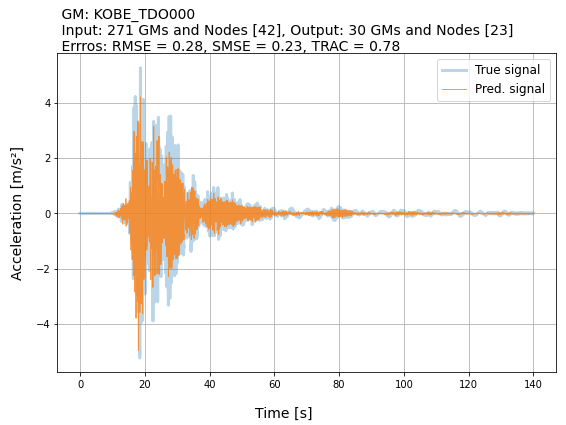 GM: KOBE_TDO000
Input: 271 GMs and Nodes [42], Output: 30 GMs and Nodes [23]
Errros: RMSE = 0.28, SMSE = 0.23, TRAC = 0.78
True signal
Pred. signal
Acceleration [m/s²]
4
2
0
−2
−4
0 20 40 60 80 100 120 140
Time [s]